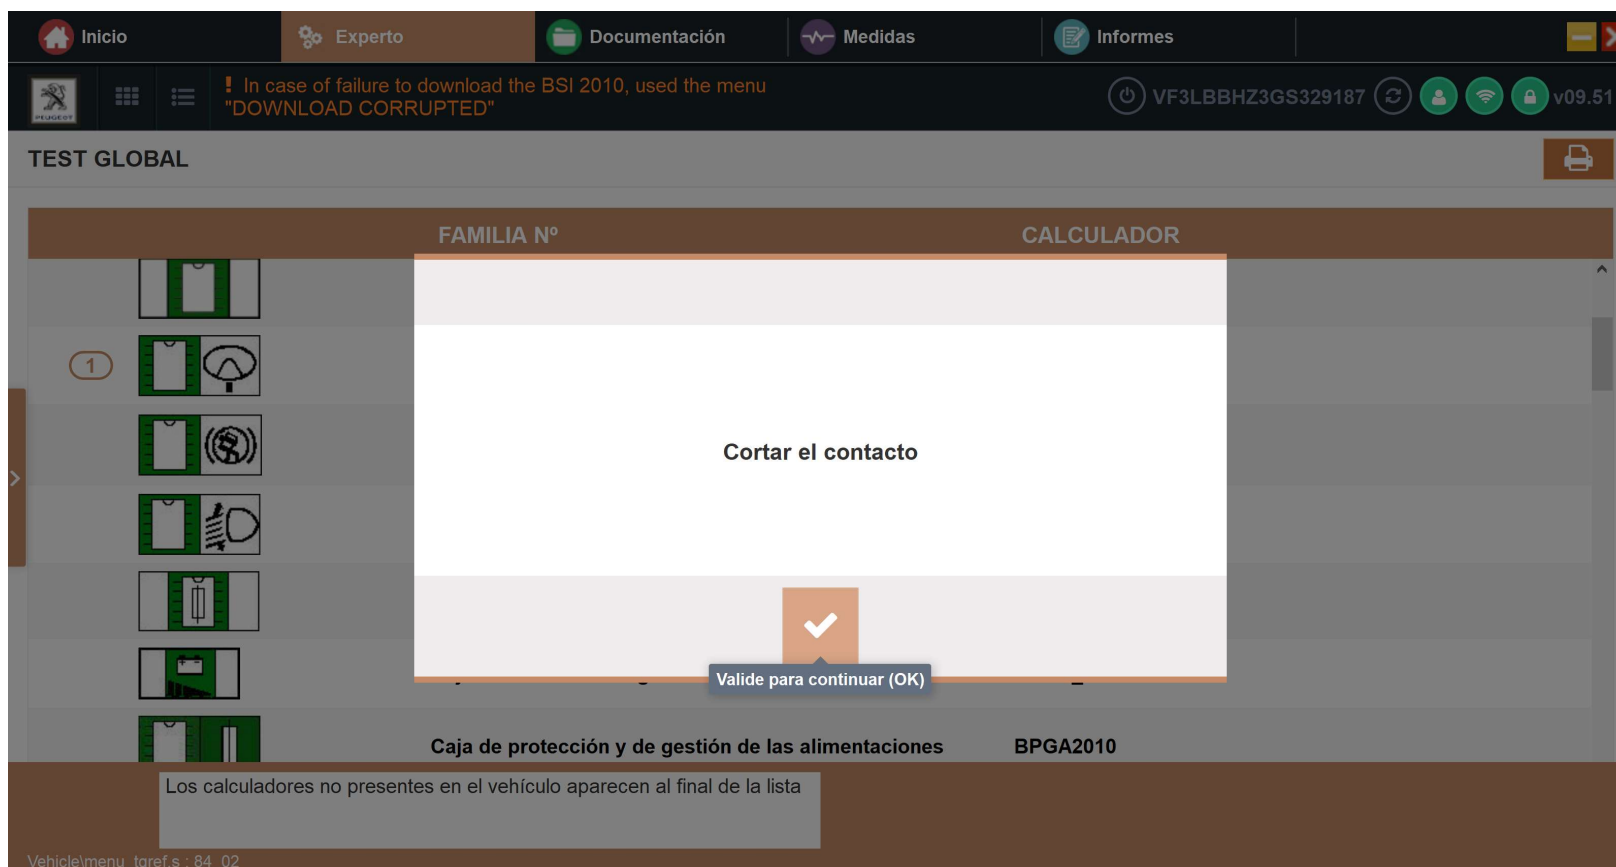 Inicio
Experto
Documentación
Medidas
Informes
PEUGEOT
! In case of failure to download the BSI 2010, used the menu
"DOWNLOAD CORRUPTED"
VF3LBBHZ3GS329187
v09.51
TEST GLOBAL
FAMILIA Nº
CALCULADOR
1
Cortar el contacto
Valide para continuar (OK)
Caja de protección y de gestión de las alimentaciones
BPGA2010
Los calculadores no presentes en el vehículo aparecen al final de la lista
Vehicle\menu_tgref.s : 84_02